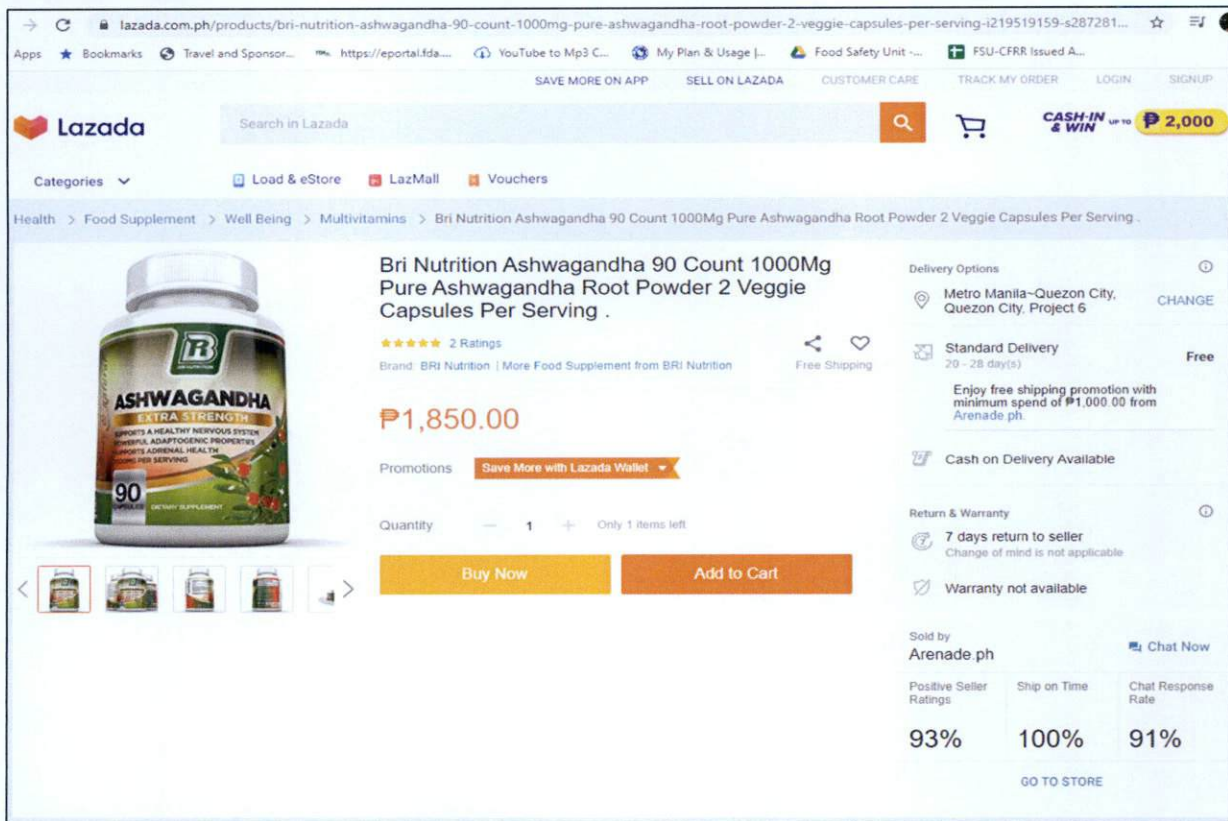 lazada.com.ph/products/bri-nutrition-ashwagandha-90-count-1000mg-pure-ashwagandha-root-powder-2-veggie-capsules-per-serving-i219519159-s287281...
Apps Bookmarks Travel and Sponsor... https://eportal.fda.... YouTube to Mp3 C... My Plan & Usage |... Food Safety Unit -... FSU-CFRR Issued A...
SAVE MORE ON APP SELL ON LAZADA CUSTOMER CARE TRACK MY ORDER LOGIN SIGNUP
Lazada Search in Lazada CASH-IN & WIN UP TO ₱ 2,000
Categories Load & eStore LazMall Vouchers
Health > Food Supplement > Well Being > Multivitamins > Bri Nutrition Ashwagandha 90 Count 1000Mg Pure Ashwagandha Root Powder 2 Veggie Capsules Per Serving .
B
BRI NUTRITION
ASHWAGANDHA
EXTRA STRENGTH
SUPPORTS A HEALTHY NERVOUS SYSTEM
POWERFUL ADAPTOGENIC PROPERTIES
SUPPORTS ADRENAL HEALTH
PER SERVING
90
CAPSULES
DIETARY SUPPLEMENT
Bri Nutrition Ashwagandha 90 Count 1000Mg
Pure Ashwagandha Root Powder 2 Veggie
Capsules Per Serving .
2 Ratings
Free Shipping
Brand: BRI Nutrition | More Food Supplement from BRI Nutrition
₱1,850.00
Promotions Save More with Lazada Wallet
Quantity 1 + Only 1 items left
Buy Now Add to Cart
Delivery Options
Metro Manila~Quezon City,
Quezon City, Project 6
CHANGE
Standard Delivery
20 - 28 day(s)
Free
Enjoy free shipping promotion with
minimum spend of ₱1,000.00 from
Arenade.ph.
Cash on Delivery Available
Return & Warranty
7 days return to seller
Change of mind is not applicable
Warranty not available
Sold by
Arenade.ph
Chat Now
Positive Seller Ratings
Ship on Time
Chat Response Rate
93% 100% 91%
GO TO STORE